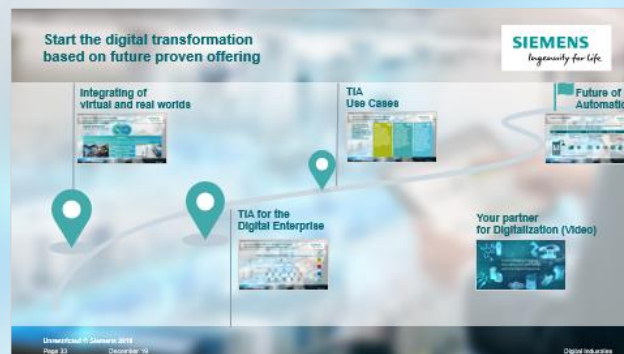 Start the digital transformation
based on future proven offering
SIEMENS
Ingenuity for life
Integrating of
virtual and real worlds
TIA
Use Cases
Future of
Automatio
TIA for the
Digital Enterprise
Your partner
for Digitalization (Video)
Unrestricted © Siemens 2019
Page 33 December 19
Digital Industries